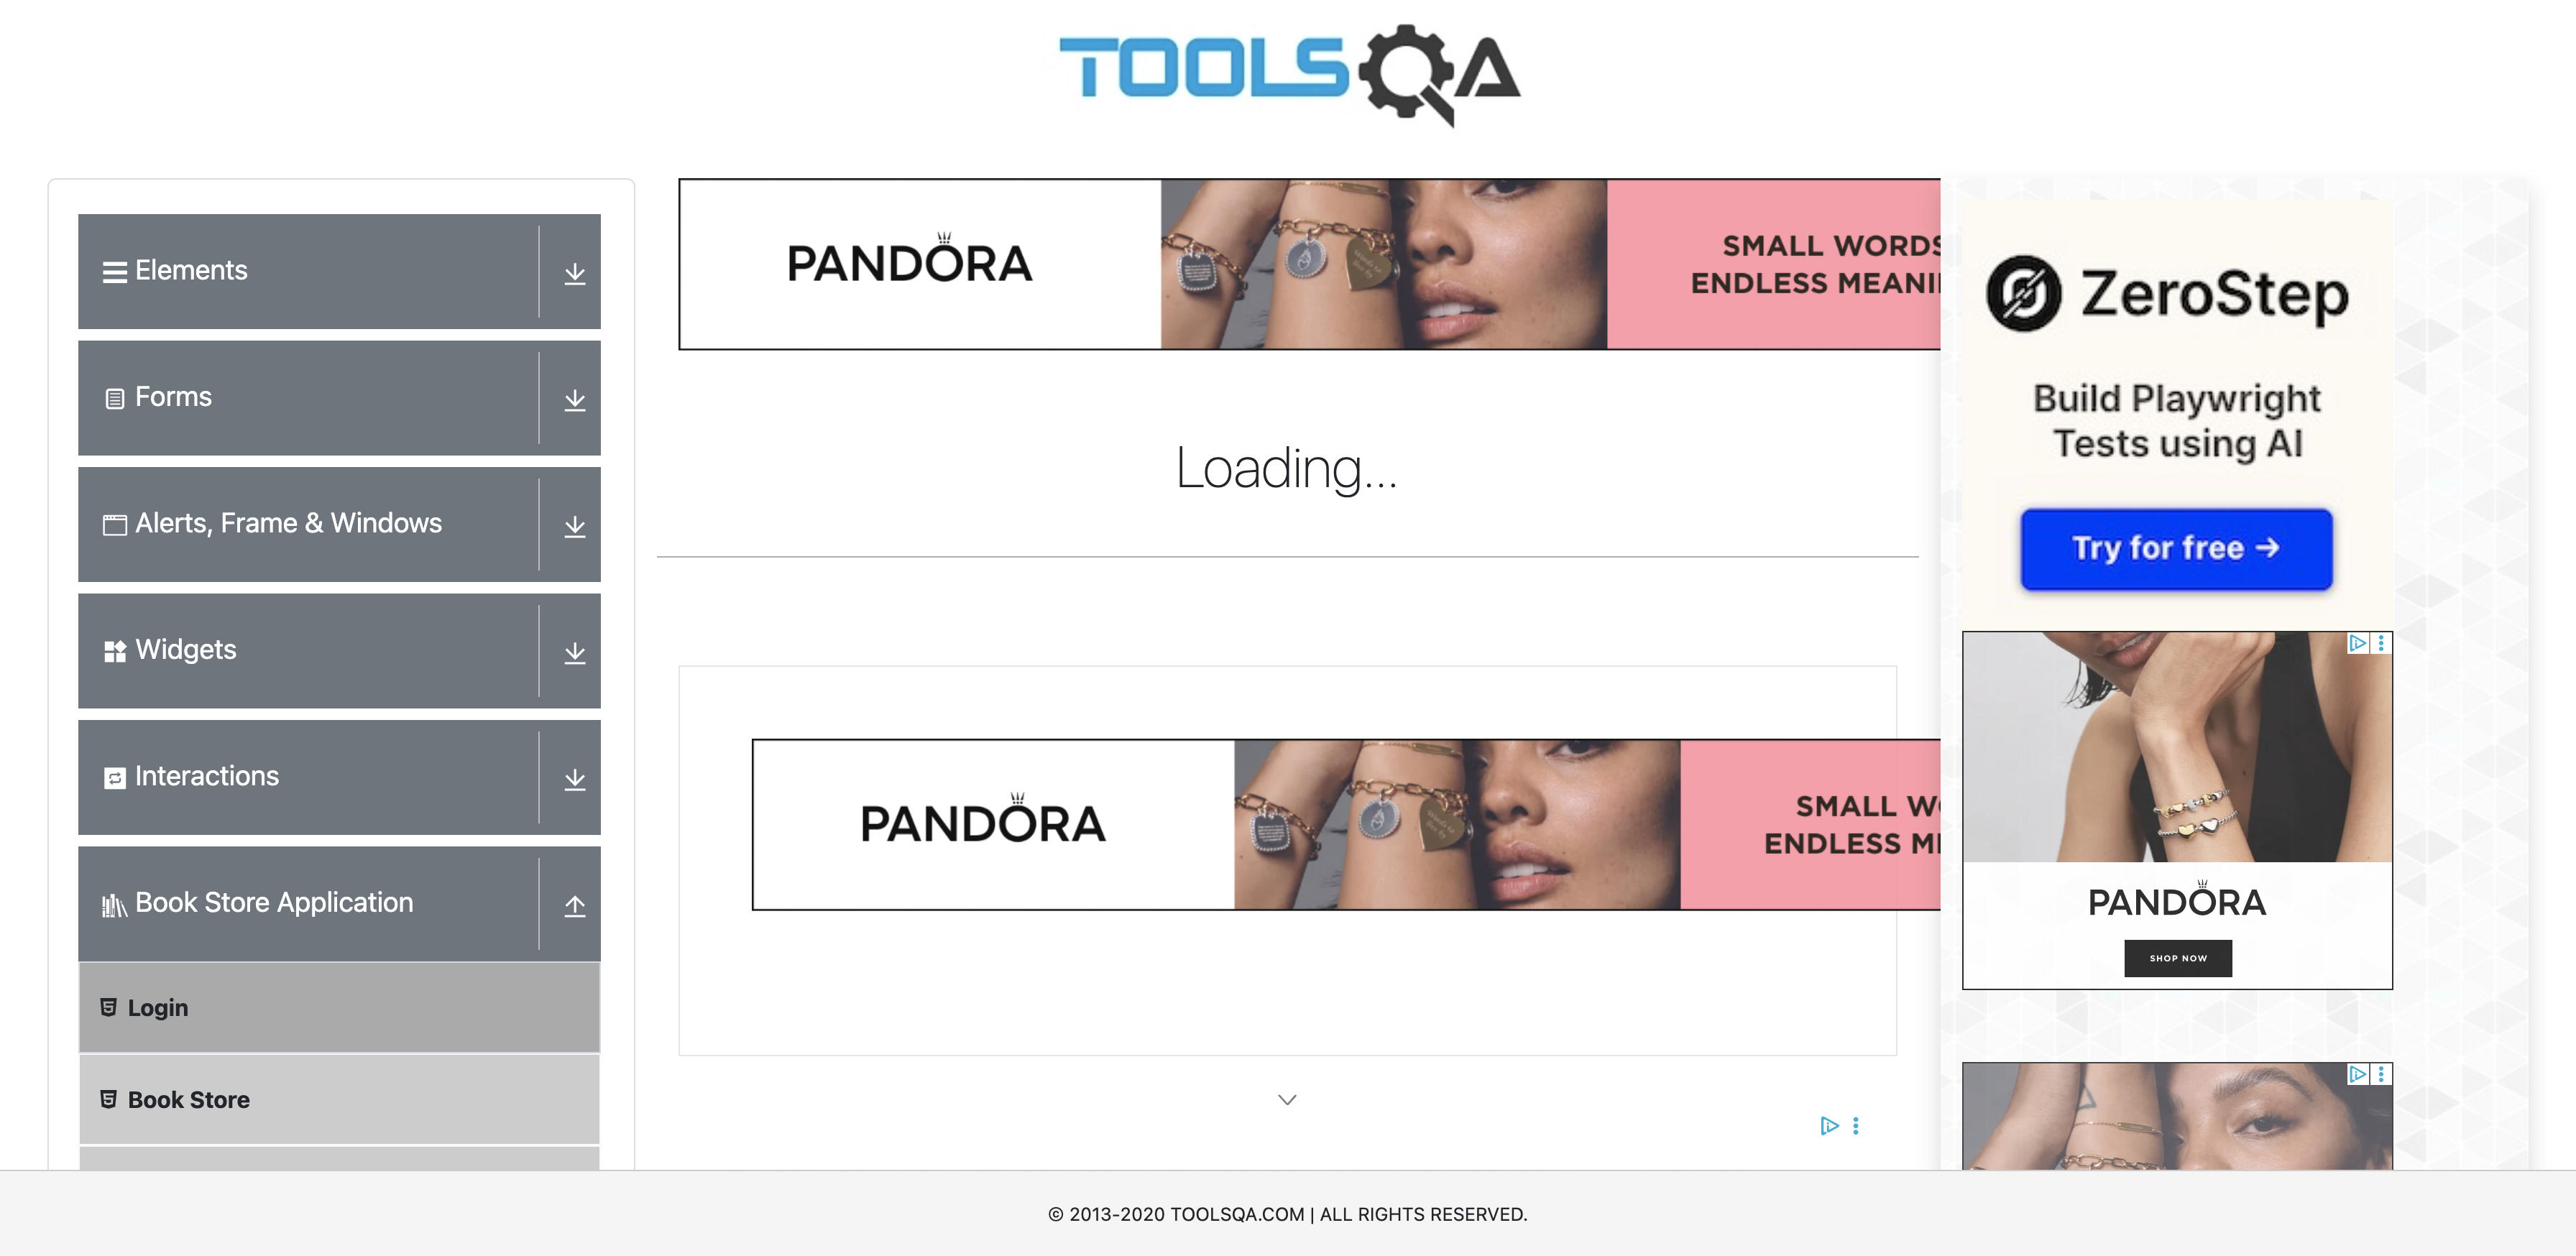 TOOLSQA
Elements
Forms
Alerts, Frame & Windows
Widgets
Interactions
Book Store Application
Login
Book Store
PANDORA
SMALL WORDS
ENDLESS MEANI
Loading...
PANDORA
SMALL W
ENDLESS M
ZeroStep
Build Playwright
Tests using AI
Try for free →
PANDORA
SHOP NOW
© 2013-2020 TOOLSQA.COM | ALL RIGHTS RESERVED.